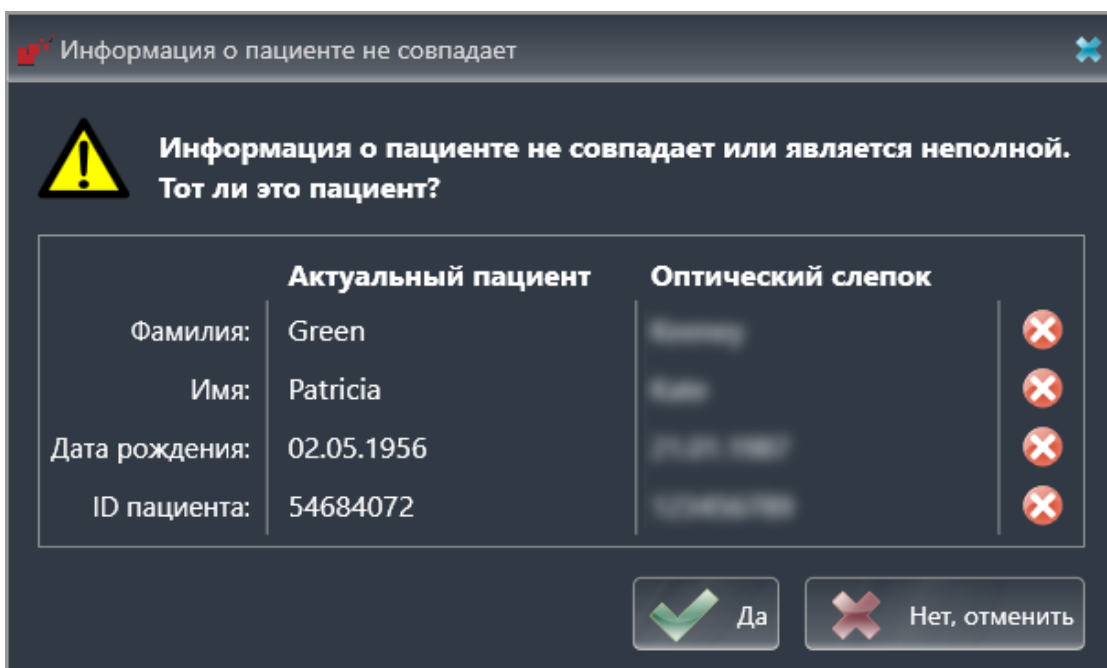 Информация о пациенте не совпадает
Информация о пациенте не совпадает или является неполной.
Тот ли это пациент?
Актуальный пациент Оптический слепок
Фамилия: Green
Имя: Patricia
Дата рождения: 02.05.1956
ID пациента: 54684072
Да Нет, отменить